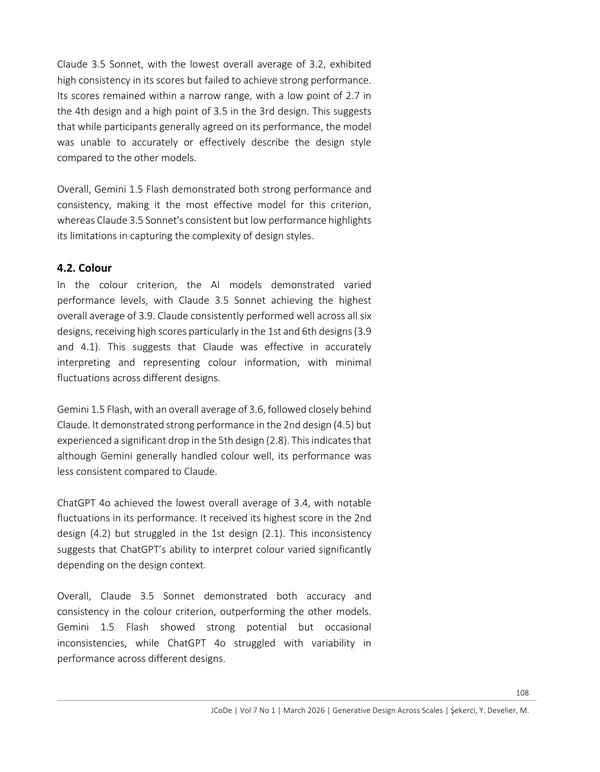 Claude 3.5 Sonnet, with the lowest overall average of 3.2, exhibited
high consistency in its scores but failed to achieve strong performance.
Its scores remained within a narrow range, with a low point of 2.7 in
the 4th design and a high point of 3.5 in the 3rd design. This suggests
that while participants generally agreed on its performance, the model
was unable to accurately or effectively describe the design style
compared to the other models.
Overall, Gemini 1.5 Flash demonstrated both strong performance and
consistency, making it the most effective model for this criterion,
whereas Claude 3.5 Sonnet's consistent but low performance highlights
its limitations in capturing the complexity of design styles.
4.2. Colour
In the colour criterion, the AI models demonstrated varied
performance levels, with Claude 3.5 Sonnet achieving the highest
overall average of 3.9. Claude consistently performed well across all six
designs, receiving high scores particularly in the 1st and 6th designs (3.9
and 4.1). This suggests that Claude was effective in accurately
interpreting and representing colour information, with minimal
fluctuations across different designs.
Gemini 1.5 Flash, with an overall average of 3.6, followed closely behind
Claude. It demonstrated strong performance in the 2nd design (4.5) but
experienced a significant drop in the 5th design (2.8). This indicates that
although Gemini generally handled colour well, its performance was
less consistent compared to Claude.
ChatGPT 4o achieved the lowest overall average of 3.4, with notable
fluctuations in its performance. It received its highest score in the 2nd
design (4.2) but struggled in the 1st design (2.1). This inconsistency
suggests that ChatGPT’s ability to interpret colour varied significantly
depending on the design context.
Overall, Claude 3.5 Sonnet demonstrated both accuracy and
consistency in the colour criterion, outperforming the other models.
Gemini 1.5 Flash showed strong potential but occasional
inconsistencies, while ChatGPT 4o struggled with variability in
performance across different designs.
108
JCoDe | Vol 7 No 1 | March 2026 | Generative Design Across Scales | Şekerci, Y. Develier, M.